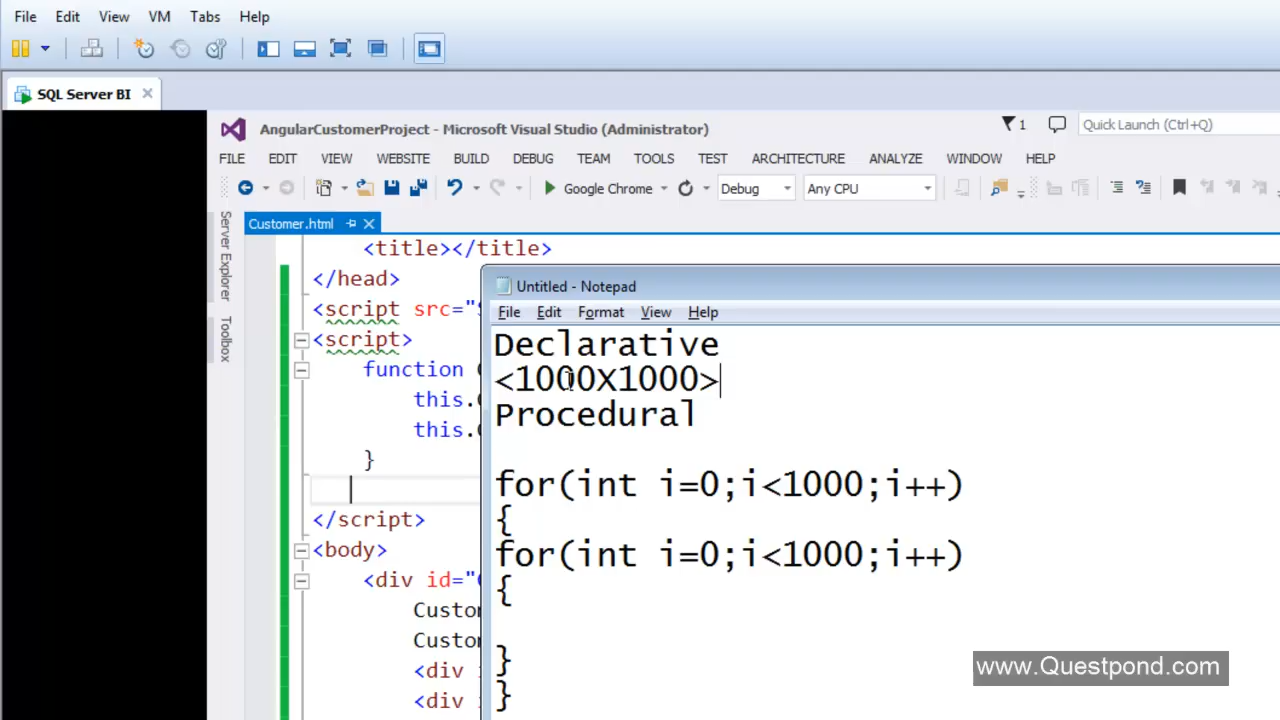 File Edit View VM Tabs Help
SQL Server BI
AngularCustomerProject - Microsoft Visual Studio (Administrator)
1
Quick Launch (Ctrl+Q)
FILE EDIT VIEW WEBSITE BUILD DEBUG TEAM TOOLS TEST ARCHITECTURE ANALYZE WINDOW HELP
Google Chrome Debug Any CPU
Server Explorer
Toolbox
Customer.html
<title></title>
</head>
<script src="
<script>
function
this.
this.
}
</script>
<body>
<div id="
Custo
Custo
<div
<div
Untitled - Notepad
File Edit Format View Help
Declarative
<1000X1000>
Procedural
for(int i=0;i<1000;i++)
{
for(int i=0;i<1000;i++)
{
}
}
www.Questpond.com